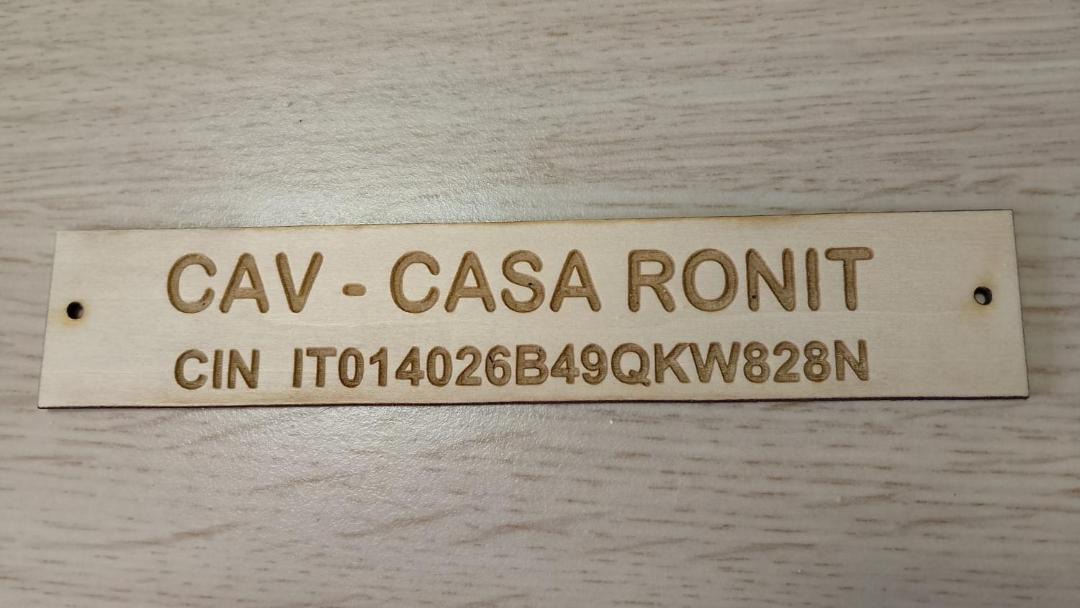 CAV - CASA RONIT
CIN IT014026B49QKW828N